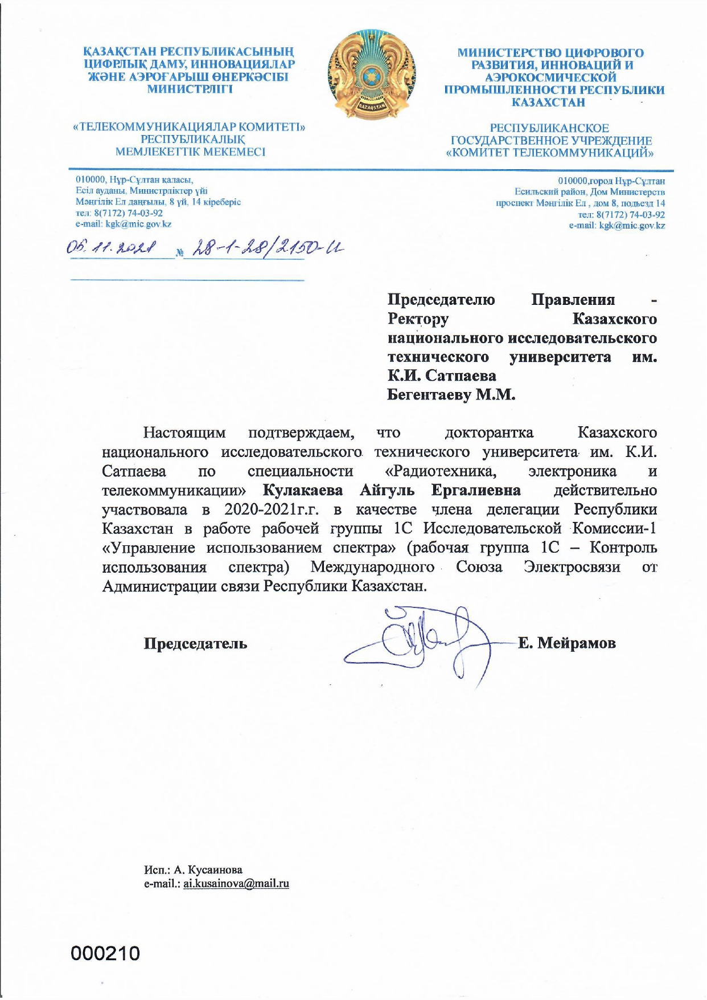 ҚАЗАҚСТАН РЕСПУБЛИКАСЫНЫҢ
ЦИФРЛЫҚ ДАМУ, ИННОВАЦИЯЛАР
ЖӘНЕ АЭРОҒАРЫШ ӨНЕРКӘСІБІ
МИНИСТРЛІГІ
«ТЕЛЕКОММУНИКАЦИЯЛАР КОМИТЕТІ»
РЕСПУБЛИКАЛЫҚ
МЕМЛЕКЕТТІК МЕКЕМЕСІ
QAZAQSTAN
МИНИСТЕРСТВО ЦИФРОВОГО
РАЗВИТИЯ, ИННОВАЦИЙ И
АЭРОКОСМИЧЕСКОЙ
ПРОМЫШЛЕННОСТИ РЕСПУБЛИКИ
КАЗАХСТАН
РЕСПУБЛИКАНСКОЕ
ГОСУДАРСТВЕННОЕ УЧРЕЖДЕНИЕ
«КОМИТЕТ ТЕЛЕКОММУНИКАЦИЙ»
010000, Нұр-Сұлтан қаласы,
Есіл ауданы, Министрліктер үйі
Мәңгілік Ел даңғылы, 8 үй, 14 кіреберіс
тел: 8(7172) 74-03-92
e-mail: kgk@mic.gov.kz
010000,город Нұр-Сұлтан
Есильский район, Дом Министерств
проспект Мәңгілік Ел , дом 8, подьезд 14
тел: 8(7172) 74-03-92
e-mail: kgk@mic.gov.kz
05.11.2021 № 28-1-28/2150-И
Председателю Правления -
Ректору Казахского
национального исследовательского
технического университета им.
К.И. Сатпаева
Бегентаеву М.М.
Настоящим подтверждаем, что докторантка Казахского
национального исследовательского технического университета им. К.И.
Сатпаева по специальности «Радиотехника, электроника и
телекоммуникации» Кулакаева Айгуль Ергалиевна действительно
участвовала в 2020-2021г.г. в качестве члена делегации Республики
Казахстан в работе рабочей группы 1С Исследовательской Комиссии-1
«Управление использованием спектра» (рабочая группа 1С – Контроль
использования спектра) Международного Союза Электросвязи от
Администрации связи Республики Казахстан.
Председатель Е. Мейрамов
Исп.: А. Кусаинова
e-mail.: ai.kusainova@mail.ru
000210